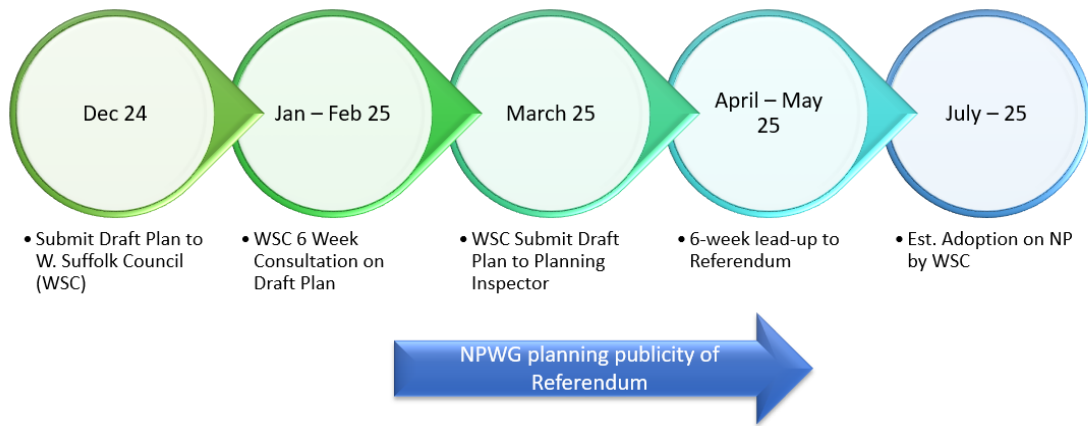 Dec 24
Jan – Feb 25
March 25
April – May
25
July – 25
• Submit Draft Plan to
W. Suffolk Council
(WSC)
• WSC 6 Week
Consultation on
Draft Plan
• WSC Submit Draft
Plan to Planning
Inspector
• 6-week lead-up to
Referendum
• Est. Adoption on NP
by WSC
NPWG planning publicity of
Referendum